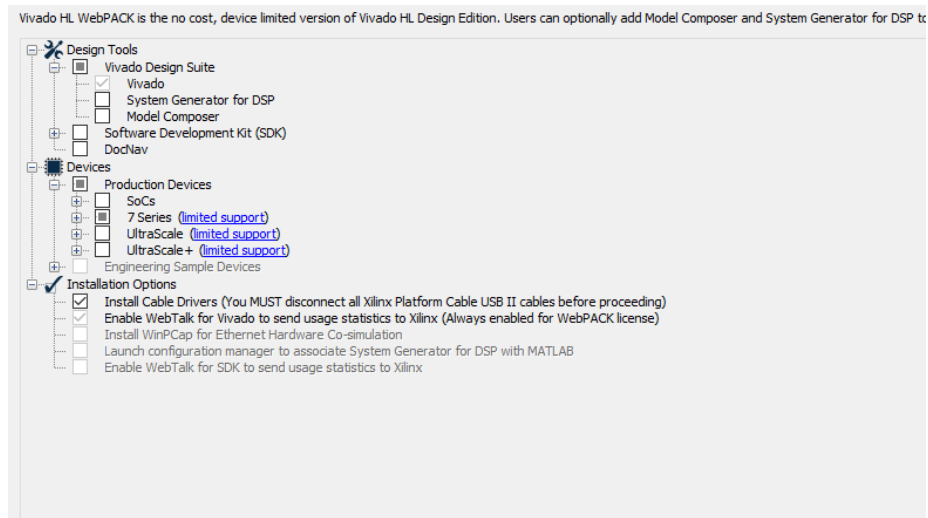 Vivado HL WebPACK is the no cost, device limited version of Vivado HL Design Edition. Users can optionally add Model Composer and System Generator for DSP to
Design Tools
Vivado Design Suite
Vivado
System Generator for DSP
Model Composer
Software Development Kit (SDK)
DocNav
Devices
Production Devices
SoCs
7 Series (limited support)
UltraScale (limited support)
UltraScale+ (limited support)
Engineering Sample Devices
Installation Options
Install Cable Drivers (You MUST disconnect all Xilinx Platform Cable USB II cables before proceeding)
Enable WebTalk for Vivado to send usage statistics to Xilinx (Always enabled for WebPACK license)
Install WinPCap for Ethernet Hardware Co-simulation
Launch configuration manager to associate System Generator for DSP with MATLAB
Enable WebTalk for SDK to send usage statistics to Xilinx